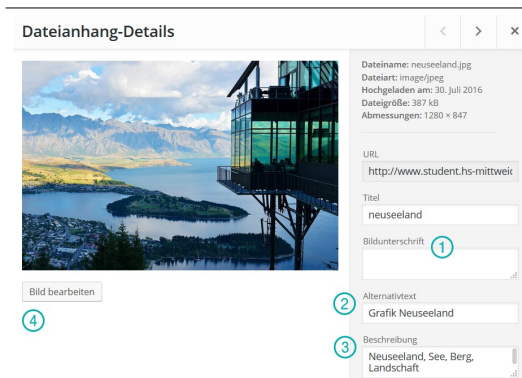 Dateianhang-Details
Dateiname: neuseeland.jpg
Dateiart: image/jpeg
Hochgeladen am: 30. Juli 2016
Dateigröße: 387 kB
Abmessungen: 1280 × 847
URL
http://www.student.hs-mittweid
Titel
neuseeland
Bildunterschrift
1
Bild bearbeiten
4
2
Alternativtext
Grafik Neuseeland
3
Beschreibung
Neuseeland, See, Berg,
Landschaft